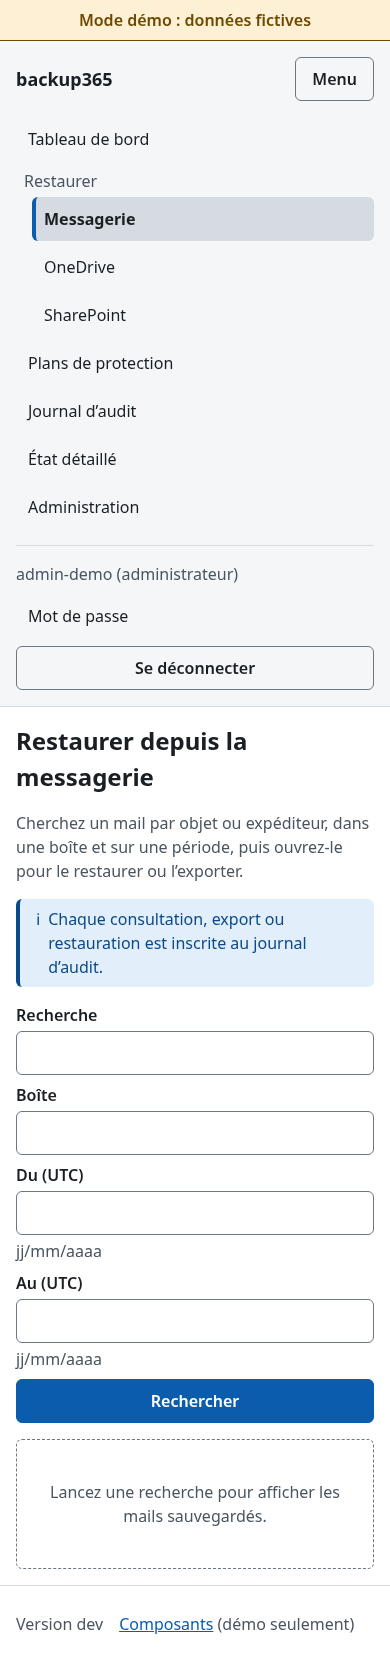 Mode démo : données fictives
backup365
Menu
Tableau de bord
Restaurer
Messagerie
OneDrive
SharePoint
Plans de protection
Journal d’audit
État détaillé
Administration
admin-demo (administrateur)
Mot de passe
Se déconnecter
Restaurer depuis la
messagerie
Cherchez un mail par objet ou expéditeur, dans
une boîte et sur une période, puis ouvrez-le
pour le restaurer ou l’exporter.
i Chaque consultation, export ou
restauration est inscrite au journal
d’audit.
Recherche
Boîte
Du (UTC)
jj/mm/aaaa
Au (UTC)
jj/mm/aaaa
Rechercher
Lancez une recherche pour afficher les
mails sauvegardés.
Version dev Composants (démo seulement)